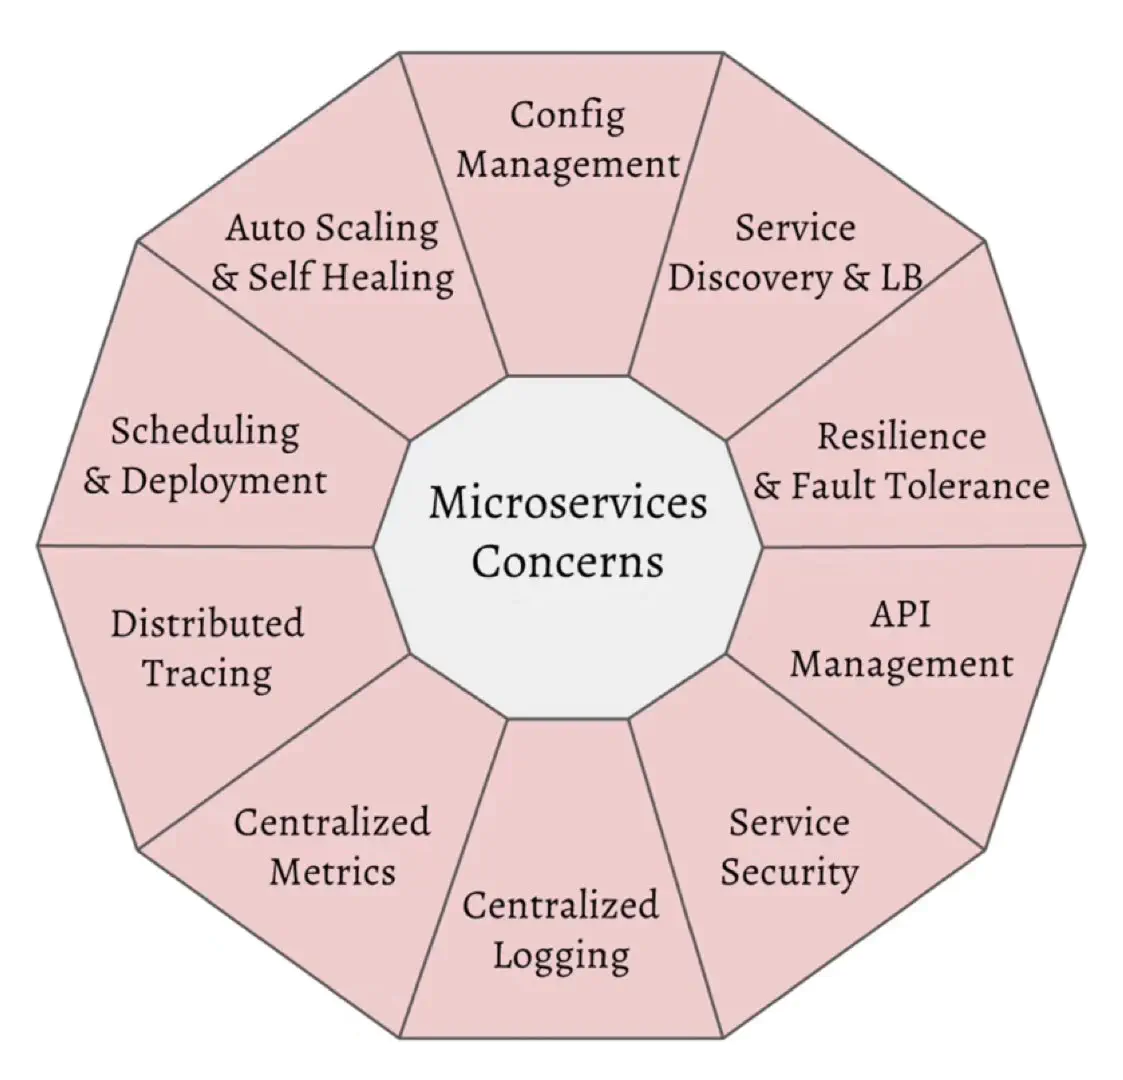 Config
Management
Service
Discovery & LB
Resilience
& Fault Tolerance
API
Management
Service
Security
Centralized
Logging
Centralized
Metrics
Distributed
Tracing
Scheduling
& Deployment
Auto Scaling
& Self Healing
Microservices
Concerns